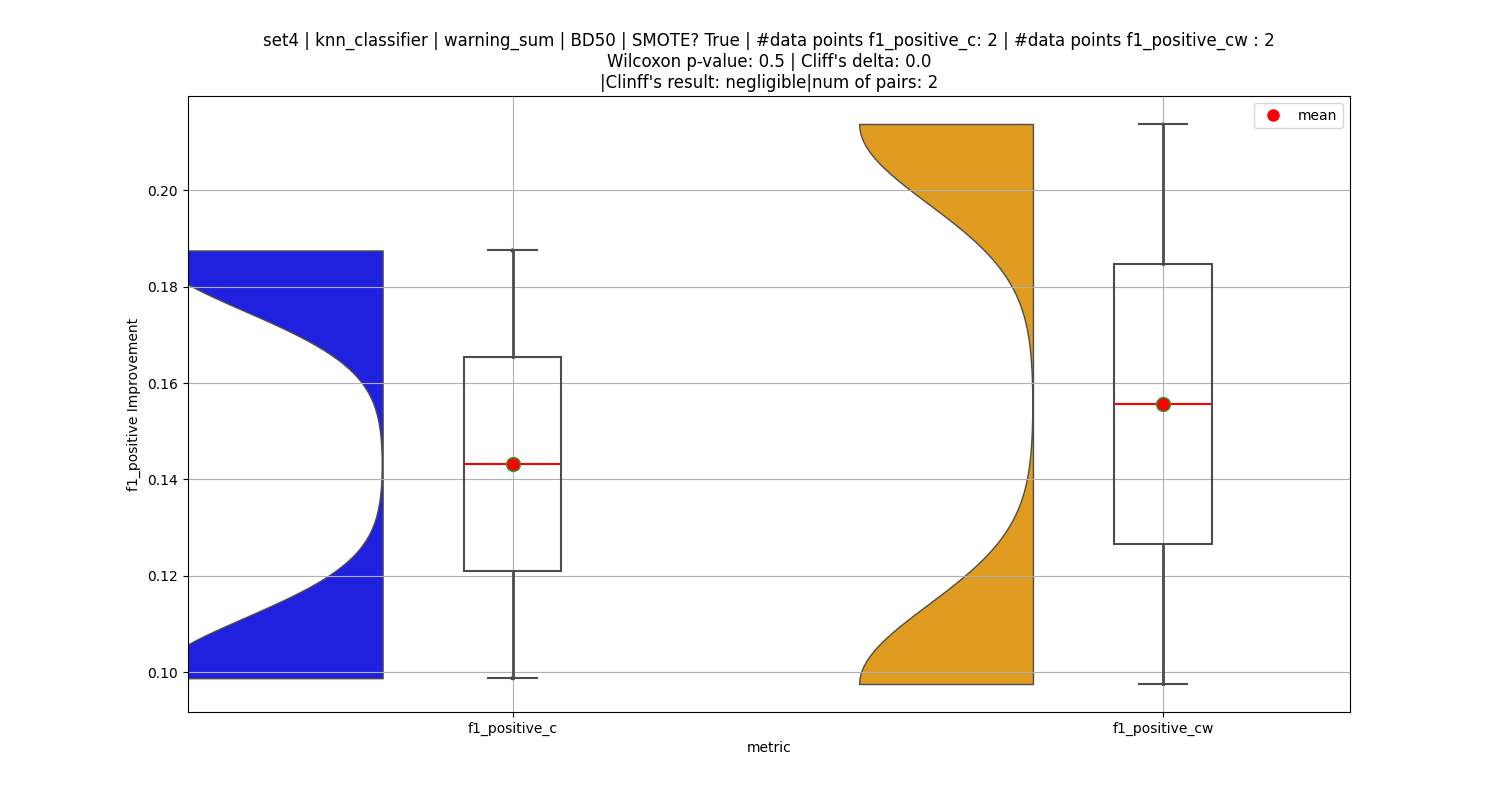 set4 | knn_classifier | warning_sum | BD50 | SMOTE? True | #data points f1_positive_c: 2 | #data points f1_positive_cw : 2
Wilcoxon p-value: 0.5 | Cliff's delta: 0.0
|Clinff's result: negligible|num of pairs: 2
mean
0.20
0.18
0.16
0.14
0.12
0.10
f1_positive Improvement
f1_positive_c
f1_positive_cw
metric